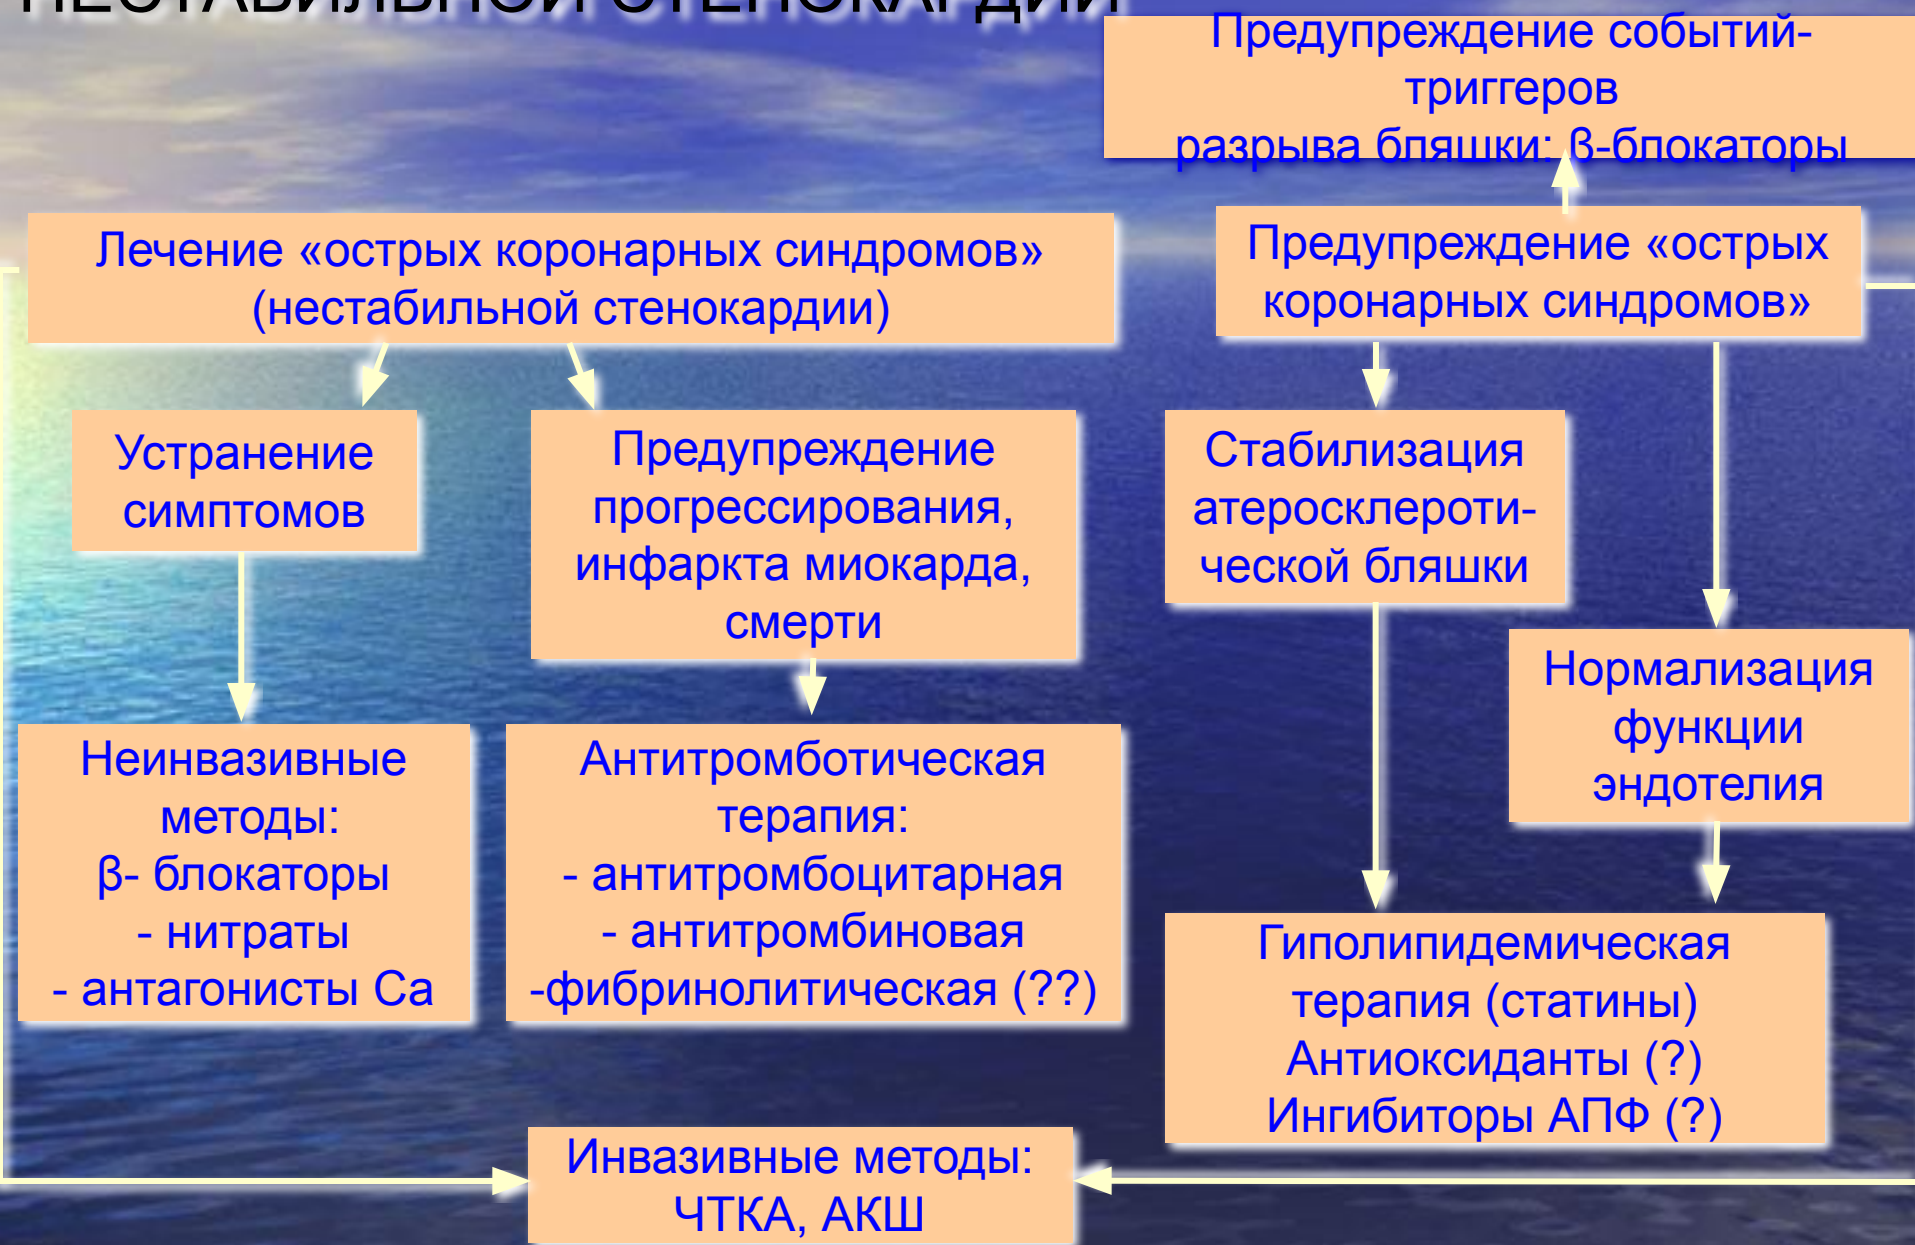 НЕСТАБИЛЬНОЙ СТЕНОКАРДИИ
Предупреждение событий-
триггеров
разрыва бляшки: β-блокаторы
Лечение «острых коронарных синдромов»
(нестабильной стенокардии)
Предупреждение «острых
коронарных синдромов»
Устранение
симптомов
Предупреждение
прогрессирования,
инфаркта миокарда,
смерти
Стабилизация
атеросклероти-
ческой бляшки
Нормализация
функции
эндотелия
Неинвазивные
методы:
β- блокаторы
- нитраты
- антагонисты Са
Антитромботическая
терапия:
- антитромбоцитарная
- антитромбиновая
-фибринолитическая (??)
Гиполипидемическая
терапия (статины)
Антиоксиданты (?)
Ингибиторы АПФ (?)
Инвазивные методы:
ЧТКА, АКШ